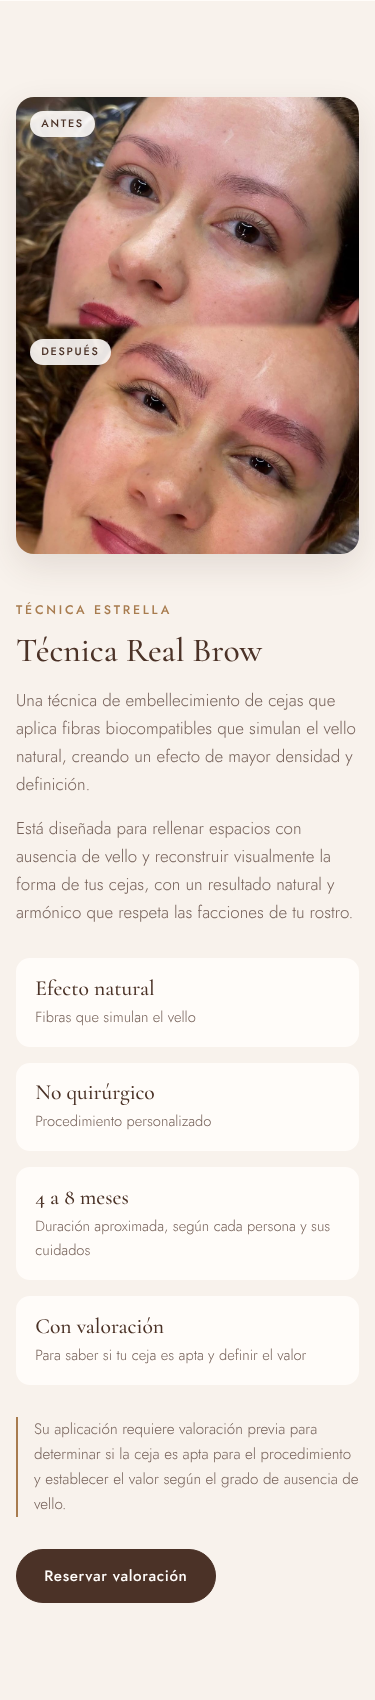 ANTES
DESPUÉS
TÉCNICA ESTRELLA
Técnica Real Brow
Una técnica de embellecimiento de cejas que
aplica fibras biocompatibles que simulan el vello
natural, creando un efecto de mayor densidad y
definición.
Está diseñada para rellenar espacios con
ausencia de vello y reconstruir visualmente la
forma de tus cejas, con un resultado natural y
armónico que respeta las facciones de tu rostro.
Efecto natural
Fibras que simulan el vello
No quirúrgico
Procedimiento personalizado
4 a 8 meses
Duración aproximada, según cada persona y sus
cuidados
Con valoración
Para saber si tu ceja es apta y definir el valor
Su aplicación requiere valoración previa para
determinar si la ceja es apta para el procedimiento
y establecer el valor según el grado de ausencia de
vello.
Reservar valoración